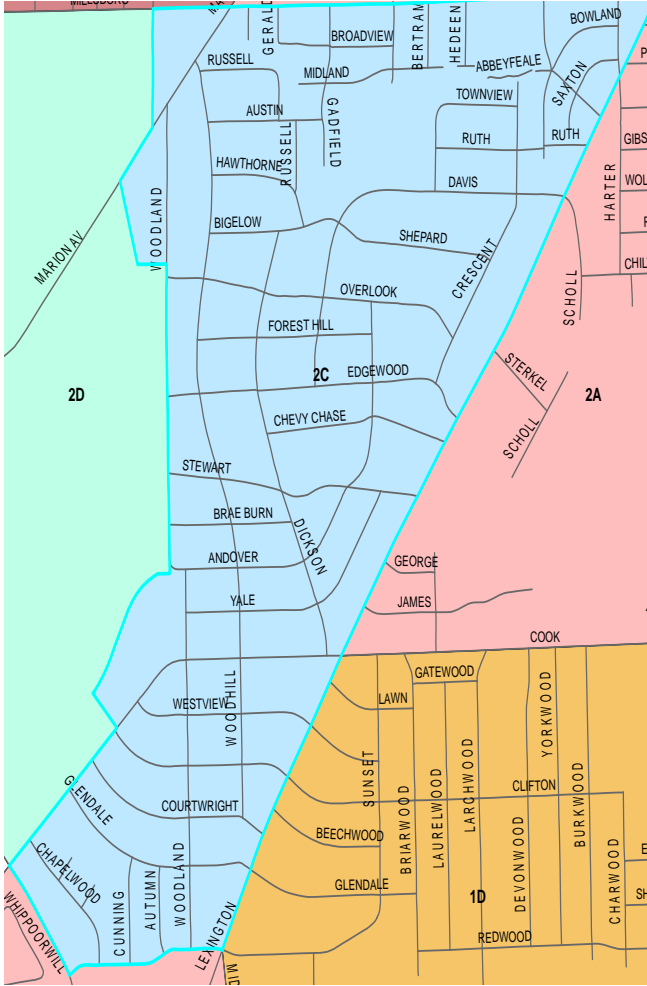 MILLSBORO
MA
BOWLAND
GERALD
BROADVIEW
BERTRAM
HEDEEN
RUSSELL
MIDLAND
ABBEYFEALE
P
SAXTON
TOWNVIEW
AUSTIN
GADFIELD
RUSSELL
RUTH
RUTH
GIBS
HAWTHORNE
DAVIS
WOL
HARTER
WOODLAND
BIGELOW
SHEPARD
MARION AV
CRESCENT
CHIL
OVERLOOK
SCHOLL
FOREST HILL
STERKEL
2C
EDGEWOOD
2D
2A
CHEVY CHASE
SCHOLL
STEWART
BRAE BURN
DICKSON
ANDOVER
GEORGE
YALE
JAMES
COOK
GATEWOOD
WOODHILL
YORKWOOD
WESTVIEW
LAWN
SUNSET
LARCHWOOD
GLENDALE
CLIFTON
COURTWRIGHT
BRIARWOOD
LAURELWOOD
BURKWOOD
BEECHWOOD
CHAPELWOOD
DEVONWOOD
E
CHARWOOD
WOODLAND
AUTUMN
CUNNING
GLENDALE
1D
SH
WHIPPOORWILL
LEXINGTON
REDWOOD